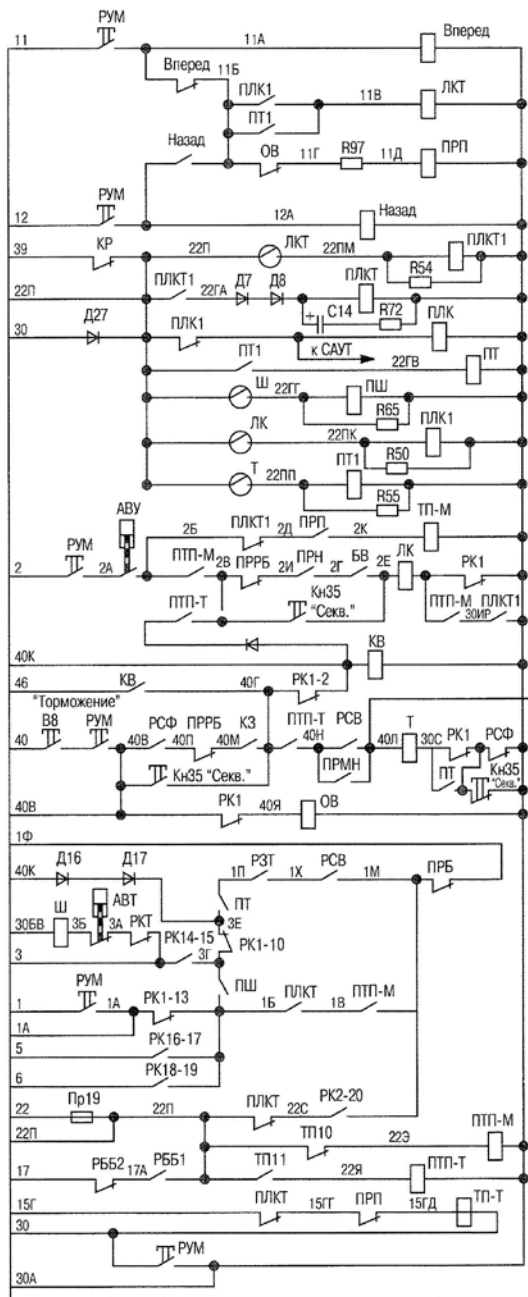 11 РУМ 11А Вперед
Вперед 11Б
ПЛК1 11В ЛКТ
ПТ1
Назад ОВ 11Г R97 11Д ПРП
12 РУМ 12А Назад
39 КР 22П ЛКТ 22ПМ ПЛКТ1
R54
22П ПЛКТ1 22ГА Д7 Д8 ПЛКТ
+ С14 R72
30 Д27 ПЛК1 ПЛК
к САУТ
ПТ1 22ГВ ПТ
Ш 22ГГ ПШ
R65
ЛК 22ПК ПЛК1
R50
Т 22ПП ПТ1
R55
АВУ 2Б ПЛКТ1 2Д ПРП 2К ТП-М
2 РУМ 2А ПТП-М 2В ПРРБ 2И ПРН 2Г БВ 2Е ЛК РК1
ПТП-Т Кн35 "Секв." ПТП-М 30ИР ПЛКТ1
40К КВ
46 КВ 40Г РК1-2
"Торможение"
40 В8 РУМ 40В РСФ 40П ПРРБ 40М КЗ ПТП-Т 40Н РСВ 40Л Т 30С РК1 РСФ
Кн35 "Секв." ПРМН ПТ Кн35 "Секв."
40В РК1 40Я ОВ
1Ф
40К Д16 Д17 1П РЗТ 1Х РСВ 1М ПРБ
ПТ
30БВ Ш 3Б АВТ 3А РКТ 3Е
РК1-10
3 РК14-15 3Г
ПШ
1 РУМ 1А РК1-13 1Б ПЛКТ 1В ПТП-М
1А
5 РК16-17
6 РК18-19
22 Пр19 22П ПЛКТ 22С РК2-20
22П ТП10 22Э ПТП-М
17 РББ2 17А РББ1 ТП11 22Я ПТП-Т
15Г ПЛКТ 15ГГ ПРП 15ГД ТП-Т
30
РУМ
30А